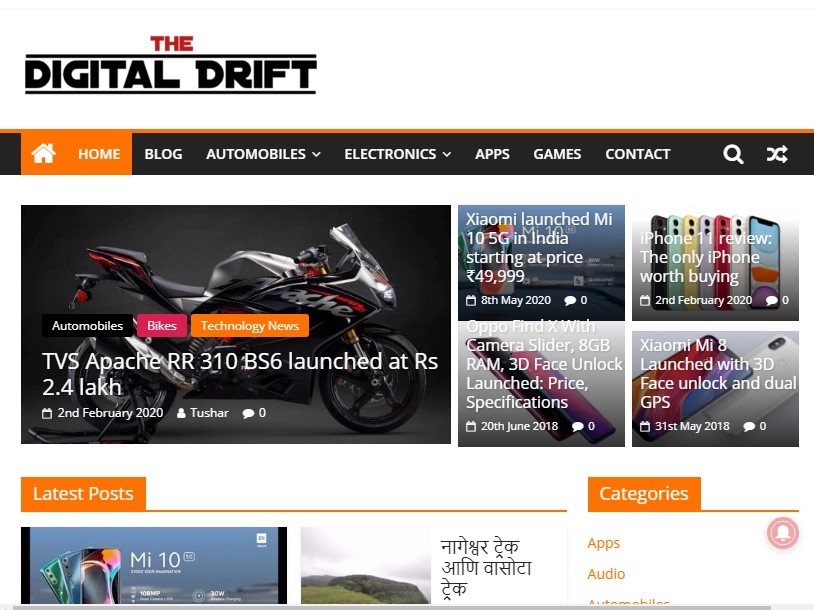 THE
DIGITAL DRIFT
HOME BLOG AUTOMOBILES ELECTRONICS APPS GAMES CONTACT
Automobiles Bikes Technology News
TVS Apache RR 310 BS6 launched at Rs
2.4 lakh
2nd February 2020 Tushar 0
Xiaomi launched Mi
10 5G in India
starting at price
₹49,999
8th May 2020 0
iPhone 11 review:
The only iPhone
worth buying
2nd February 2020 0
Oppo Find X With
Camera Slider, 8GB
RAM, 3D Face Unlock
Launched: Price,
Specifications
20th June 2018 0
Xiaomi Mi 8
Launched with 3D
Face unlock and dual
GPS
31st May 2018 0
Latest Posts
Mi 10 5G
108MP
30W
नागेश्वर ट्रेक
आणि वासोटा
ट्रेक
Categories
Apps
Audio
Automobiles